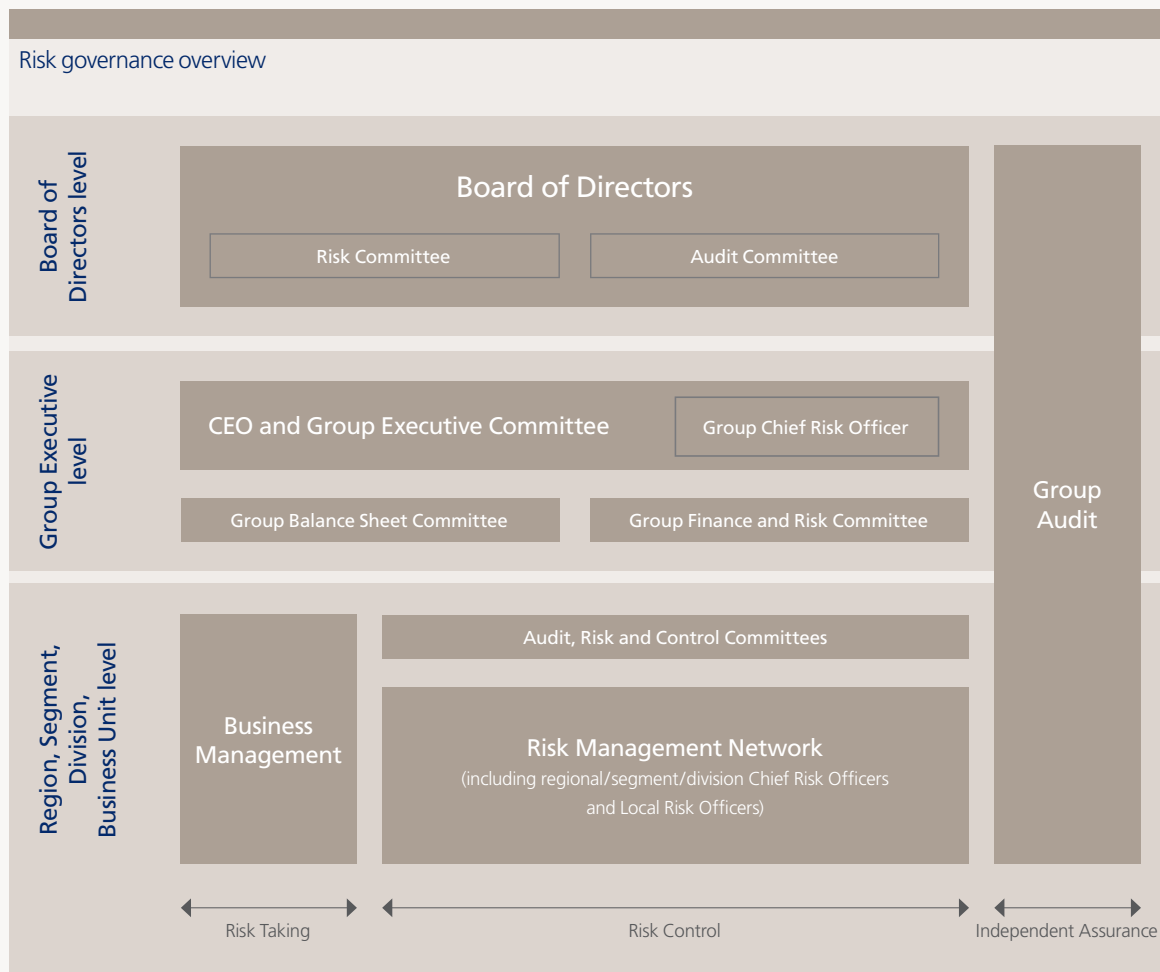 Risk governance overview
Board of
Directors level
Board of Directors
Risk Committee
Audit Committee
Group Executive
level
CEO and Group Executive Committee
Group Chief Risk Officer
Group Balance Sheet Committee
Group Finance and Risk Committee
Group
Audit
Region, Segment,
Division,
Business Unit level
Business
Management
Audit, Risk and Control Committees
Risk Management Network
(including regional/segment/division Chief Risk Officers
and Local Risk Officers)
Risk Taking
Risk Control
Independent Assurance